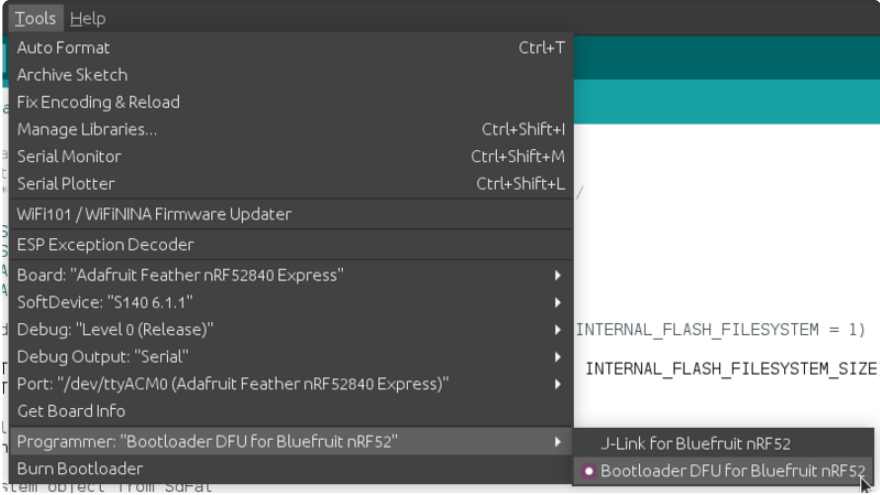 Tools Help
Auto Format Ctrl+T
Archive Sketch
Fix Encoding & Reload
Manage Libraries... Ctrl+Shift+I
Serial Monitor Ctrl+Shift+M
Serial Plotter Ctrl+Shift+L
WiFi101 / WiFiNINA Firmware Updater
ESP Exception Decoder
Board: "Adafruit Feather nRF52840 Express"
SoftDevice: "S140 6.1.1"
Debug: "Level 0 (Release)"
INTERNAL_FLASH_FILESYSTEM = 1)
Debug Output: "Serial"
INTERNAL_FLASH_FILESYSTEM_SIZE
Port: "/dev/ttyACM0 (Adafruit Feather nRF52840 Express)"
Get Board Info
Programmer: "Bootloader DFU for Bluefruit nRF52"
J-Link for Bluefruit nRF52
Burn Bootloader
Bootloader DFU for Bluefruit nRF52
stem object from SdFat